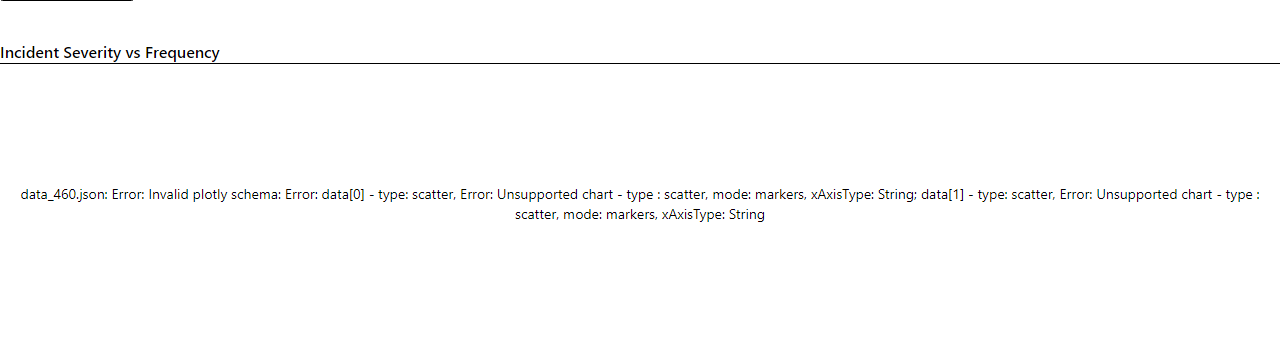 Incident Severity vs Frequency
data_460.json: Error: Invalid plotly schema: Error: data[0] - type: scatter, Error: Unsupported chart - type : scatter, mode: markers, xAxisType: String; data[1] - type: scatter, Error: Unsupported chart - type :
scatter, mode: markers, xAxisType: String